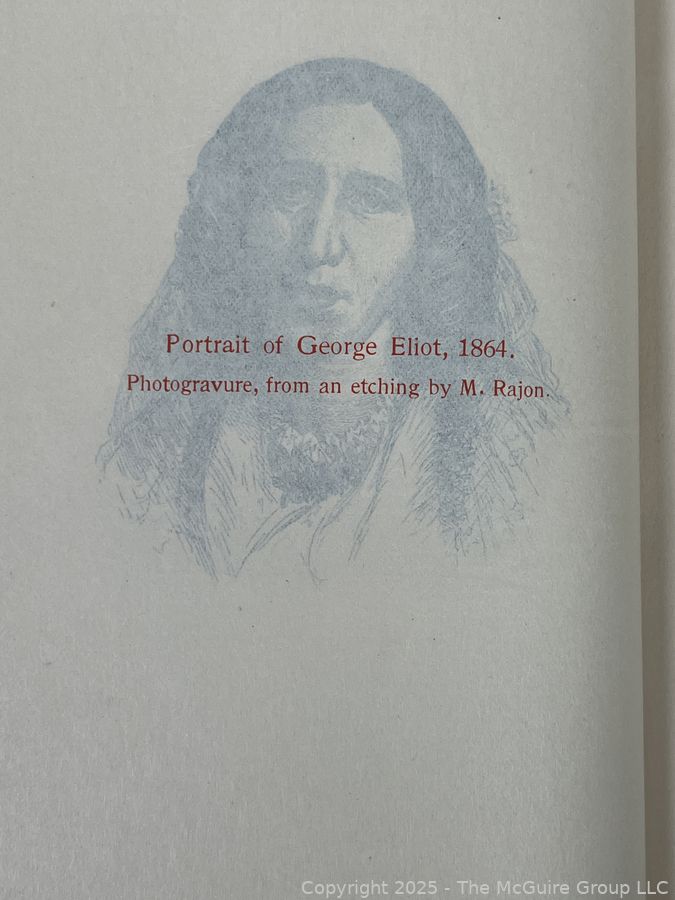 Portrait of George Eliot, 1864.
Photogravure, from an etching by M. Rajon.
Copyright 2025 - The McGuire Group LLC